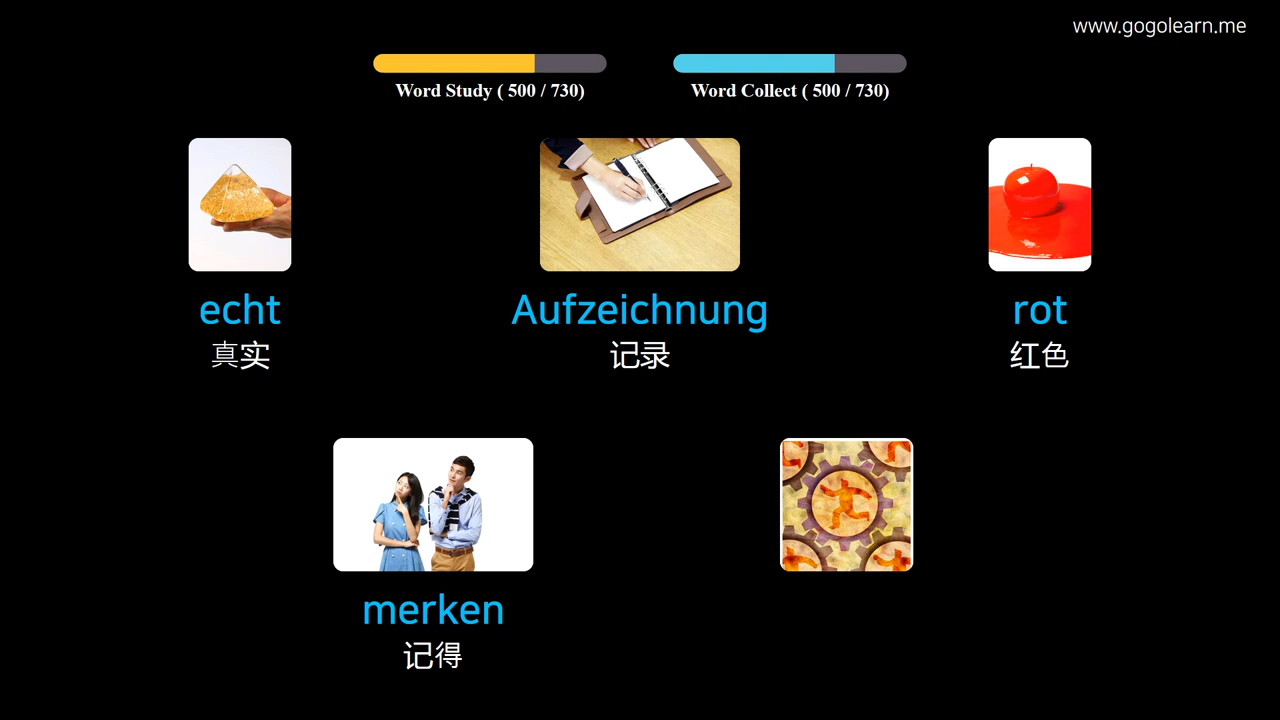 www.gogolearn.me
Word Study ( 500 / 730)
Word Collect ( 500 / 730)
echt
真实
Aufzeichnung
记录
rot
红色
merken
记得